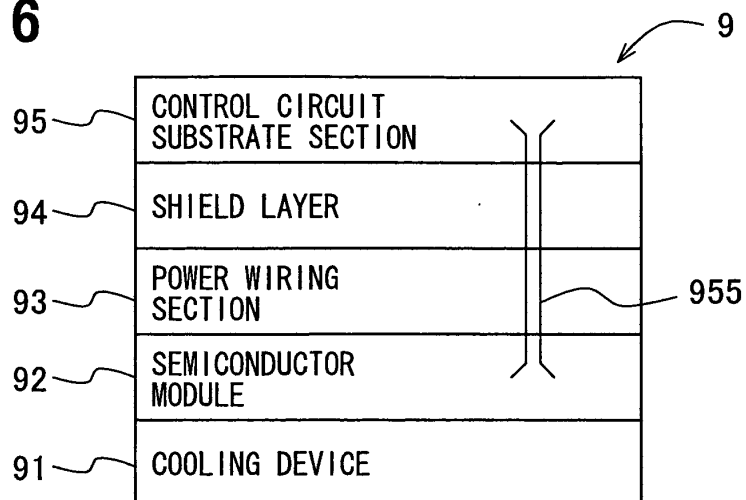 6
9
95
CONTROL CIRCUIT
SUBSTRATE SECTION
94
SHIELD LAYER
93
POWER WIRING
SECTION
955
92
SEMICONDUCTOR
MODULE
91
COOLING DEVICE